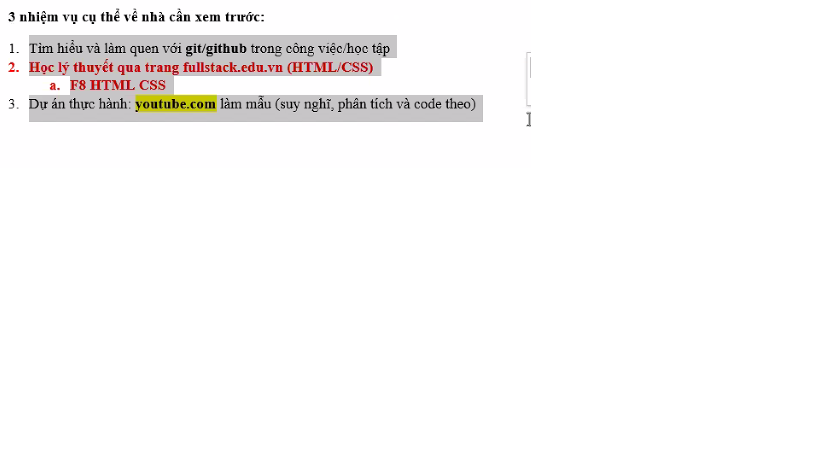 3 nhiệm vụ cụ thể về nhà cần xem trước:
1. Tìm hiểu và làm quen với git/github trong công việc/học tập
2. Học lý thuyết qua trang fullstack.edu.vn (HTML/CSS)
a. F8 HTML CSS
3. Dự án thực hành: youtube.com làm mẫu (suy nghĩ, phân tích và code theo)